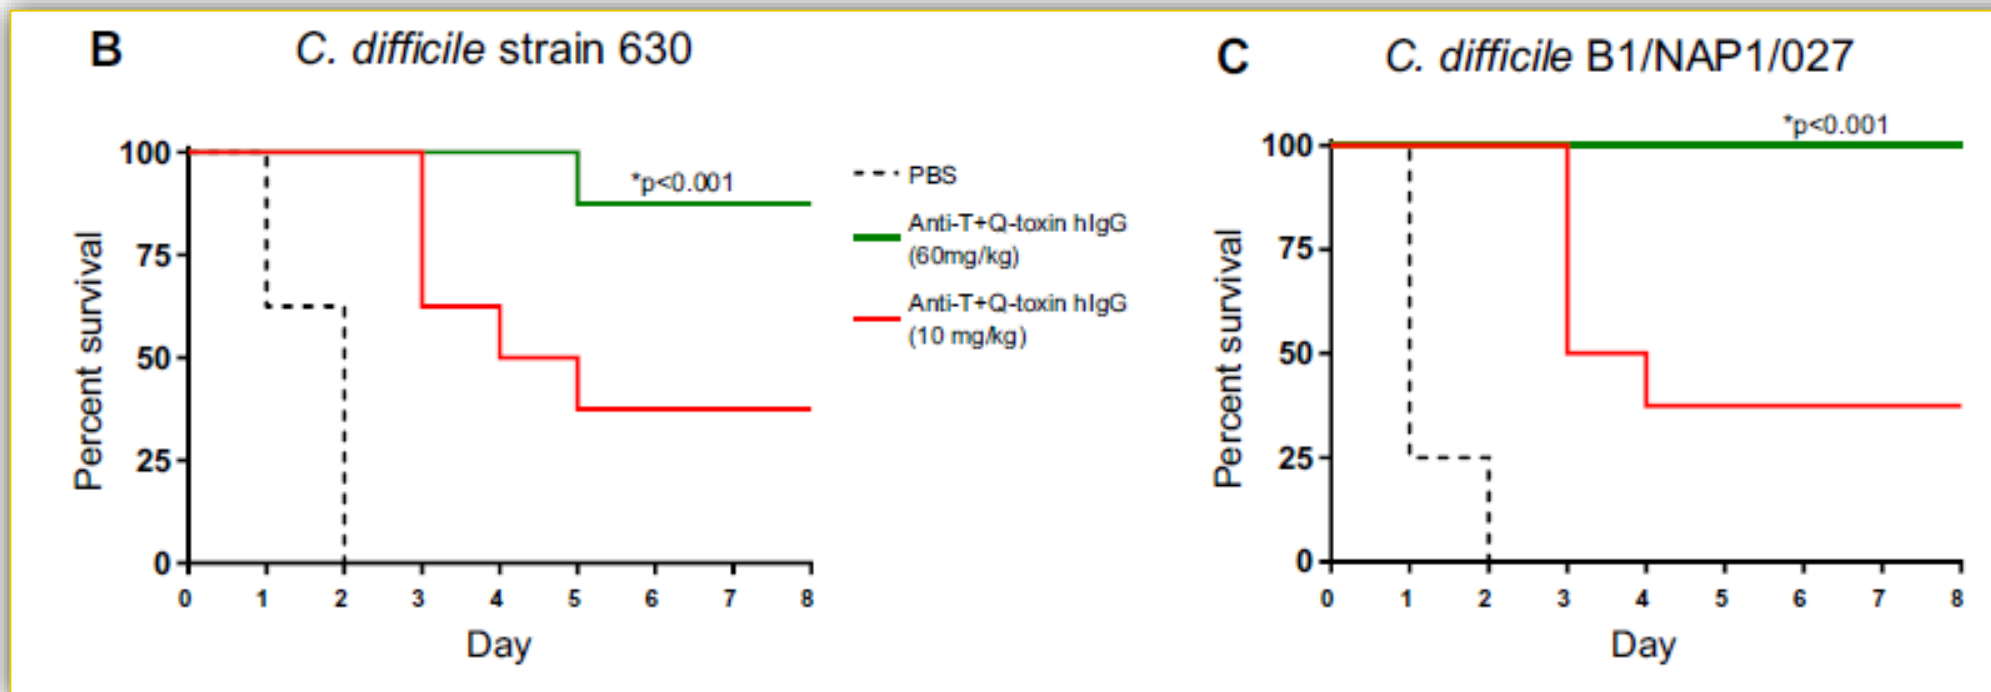 B
C. difficile strain 630
100
75
50
25
0
Percent survival
*p<0.001
0 1 2 3 4 5 6 7 8
Day
PBS
Anti-T+Q-toxin hIgG
(60mg/kg)
Anti-T+Q-toxin hIgG
(10 mg/kg)
C
C. difficile B1/NAP1/027
100
75
50
25
0
Percent survival
*p<0.001
0 1 2 3 4 5 6 7 8
Day